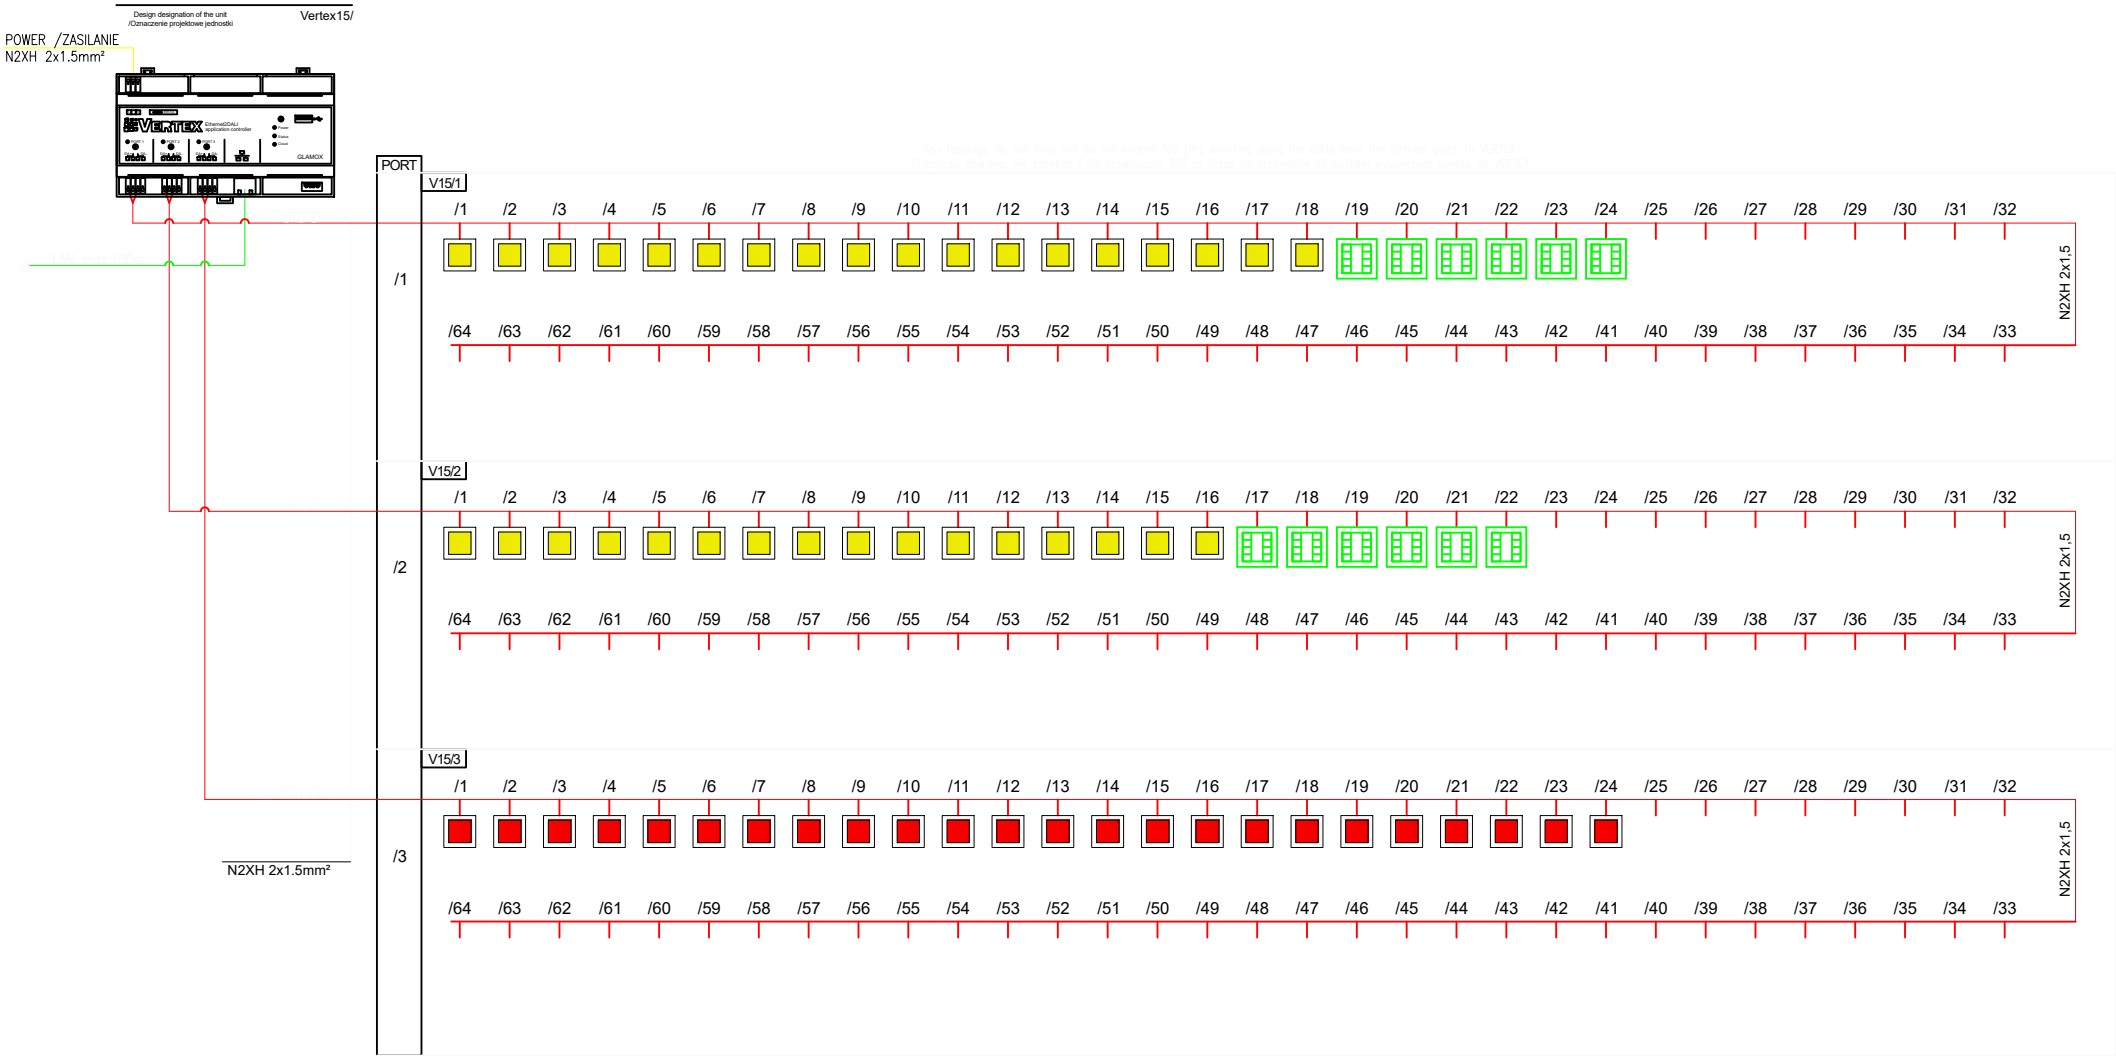 Design designation of the unit
/Oznaczenie projektowe jednostki
Vertex15/
POWER /ZASILANIE
N2XH 2x1.5mm²
VERTEX
Ethernet2DALI
application controller
Power
Status
Cloud
PORT 1
PORT 2
PORT 3
GLAMOX
LAN max.100m
N2XH 2x1.5mm²
PORT
/1
V15/1
/1 /2 /3 /4 /5 /6 /7 /8 /9 /10 /11 /12 /13 /14 /15 /16 /17 /18 /19 /20 /21 /22 /23 /24 /25 /26 /27 /28 /29 /30 /31 /32
N2XH 2x1,5
/64 /63 /62 /61 /60 /59 /58 /57 /56 /55 /54 /53 /52 /51 /50 /49 /48 /47 /46 /45 /44 /43 /42 /41 /40 /39 /38 /37 /36 /35 /34 /33
/2
V15/2
/1 /2 /3 /4 /5 /6 /7 /8 /9 /10 /11 /12 /13 /14 /15 /16 /17 /18 /19 /20 /21 /22 /23 /24 /25 /26 /27 /28 /29 /30 /31 /32
N2XH 2x1,5
/64 /63 /62 /61 /60 /59 /58 /57 /56 /55 /54 /53 /52 /51 /50 /49 /48 /47 /46 /45 /44 /43 /42 /41 /40 /39 /38 /37 /36 /35 /34 /33
/3
V15/3
/1 /2 /3 /4 /5 /6 /7 /8 /9 /10 /11 /12 /13 /14 /15 /16 /17 /18 /19 /20 /21 /22 /23 /24 /25 /26 /27 /28 /29 /30 /31 /32
N2XH 2x1,5
/64 /63 /62 /61 /60 /59 /58 /57 /56 /55 /54 /53 /52 /51 /50 /49 /48 /47 /46 /45 /44 /43 /42 /41 /40 /39 /38 /37 /36 /35 /34 /33